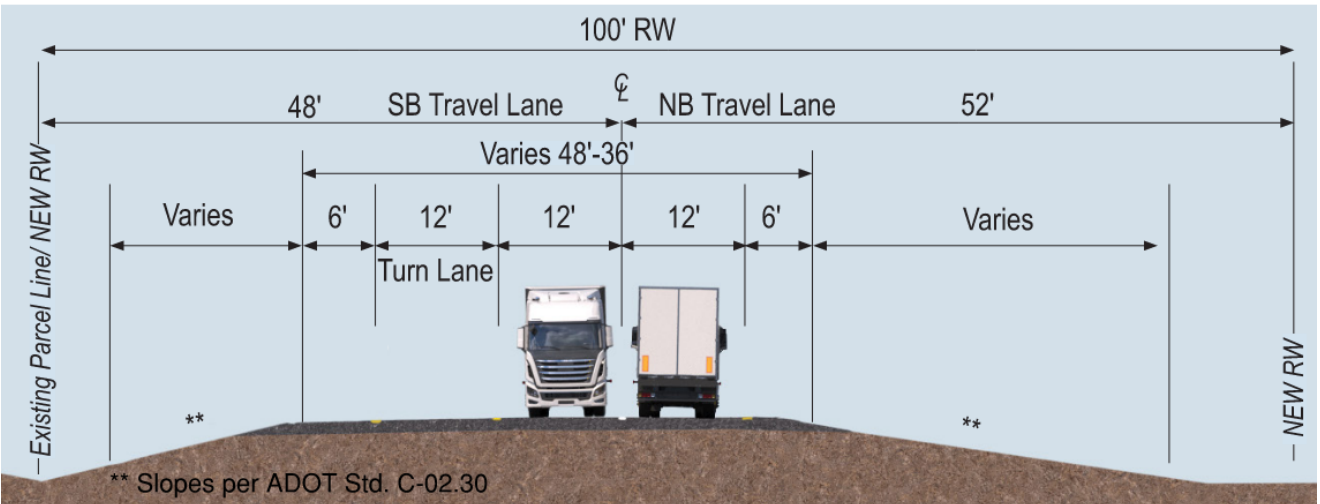 100' RW
℄
48'
SB Travel Lane
NB Travel Lane
52'
Varies 48'-36'
Varies
6'
12'
12'
12'
6'
Varies
Turn Lane
Existing Parcel Line/ NEW RW
NEW RW
**
**
** Slopes per ADOT Std. C-02.30